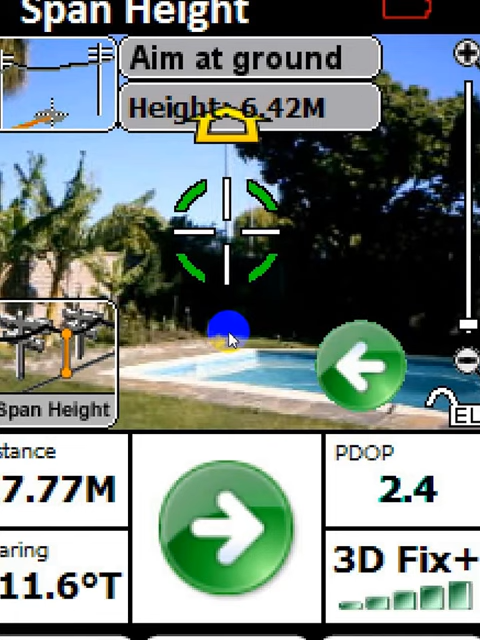 Span Height
Aim at ground
Height: 6.42M
Span Height
EL
stance
7.77M
PDOP
2.4
aring
11.6°T
3D Fix+